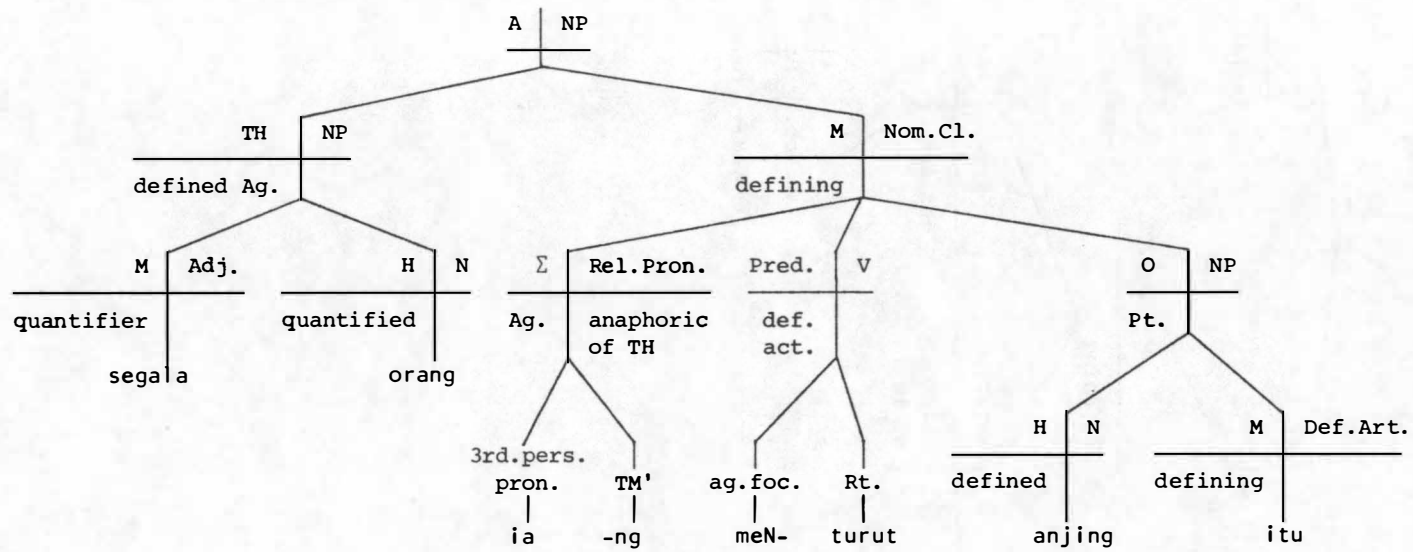 A NP
TH NP M Nom.Cl.
defined Ag. defining
M Adj. H N Σ Rel.Pron. Pred. V O NP
quantifier quantified Ag. anaphoric def. Pt.
of TH act.
segala orang
H N M Def.Art.
3rd.pers.
pron. TM' ag.foc. Rt. defined defining
ia -ng meN- turut anjing itu